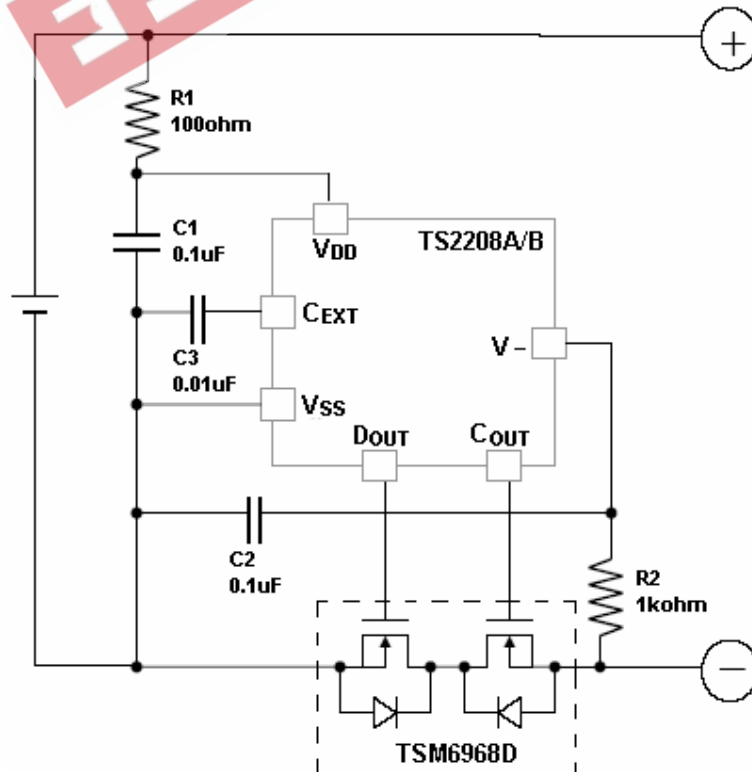 +
R1
100ohm
C1
0.1uF
VDD
TS2208A/B
CEXT
C3
0.01uF
V-
VSS
DOUT
COUT
C2
0.1uF
R2
1kohm
-
TSM6968D